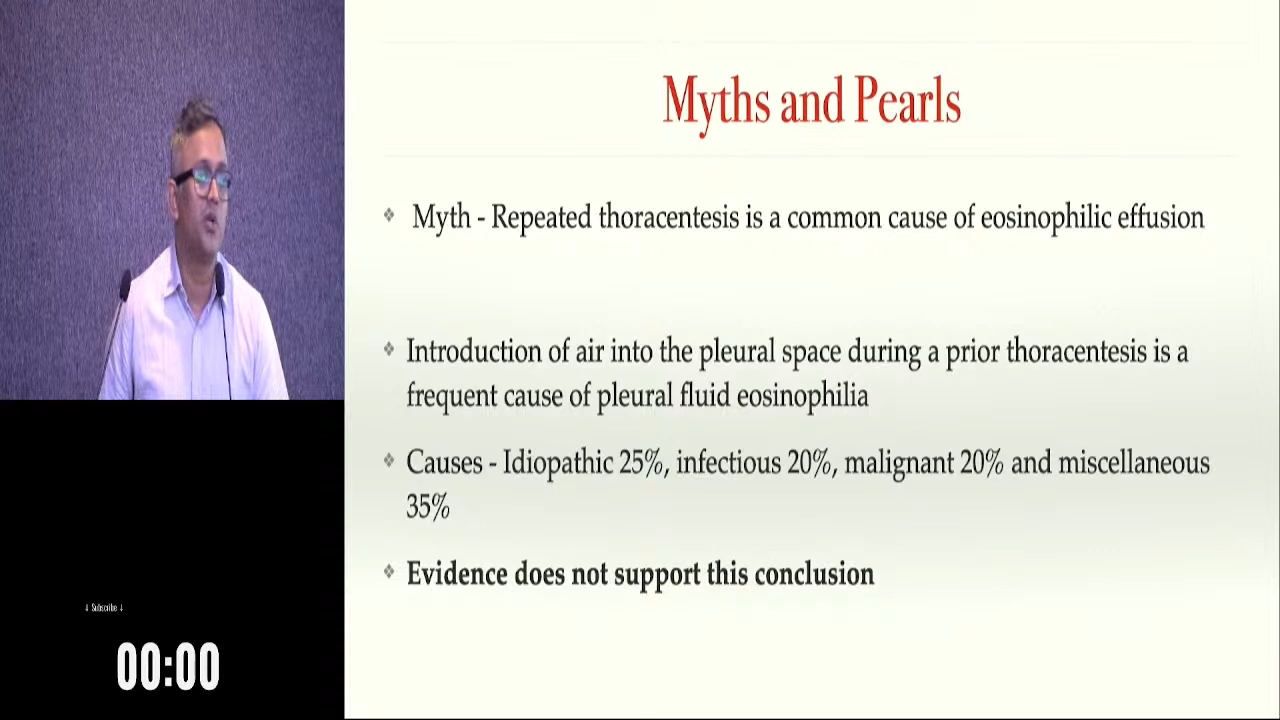 Myths and Pearls
❖ Myth - Repeated thoracentesis is a common cause of eosinophilic effusion
❖ Introduction of air into the pleural space during a prior thoracentesis is a
frequent cause of pleural fluid eosinophilia
❖ Causes - Idiopathic 25%, infectious 20%, malignant 20% and miscellaneous
35%
❖ Evidence does not support this conclusion
↓ Subscribe ↓
00:00